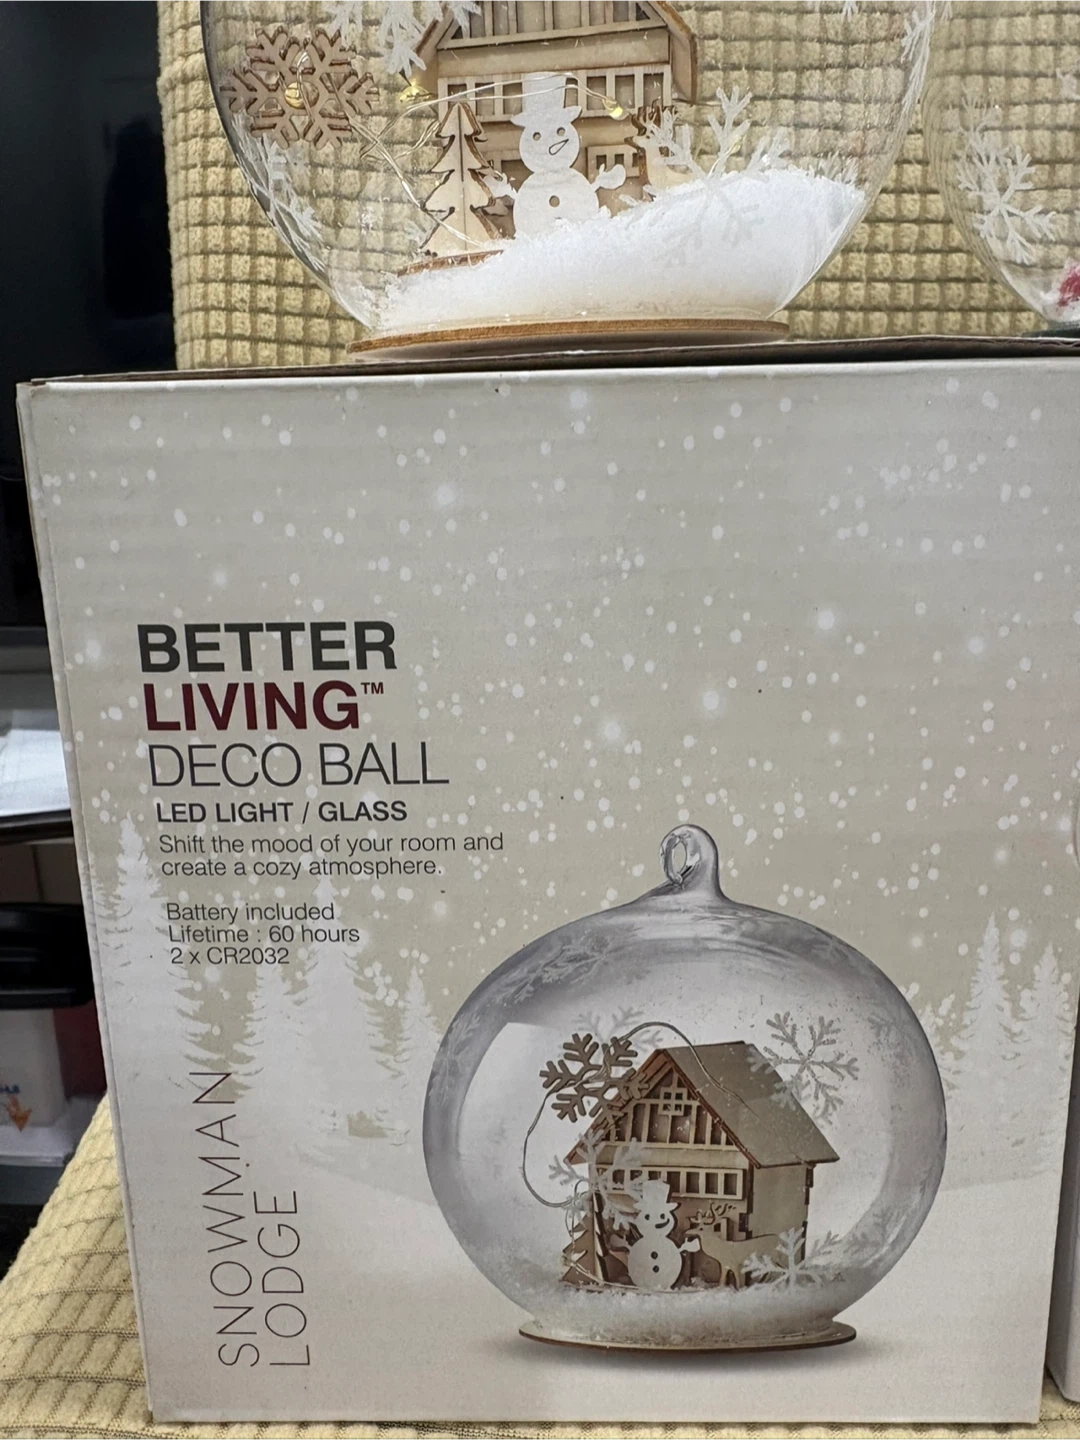 BETTER
LIVING™
DECO BALL
LED LIGHT / GLASS
Shift the mood of your room and
create a cozy atmosphere.
Battery included
Lifetime : 60 hours
2 x CR2032
SNOWMAN
LODGE